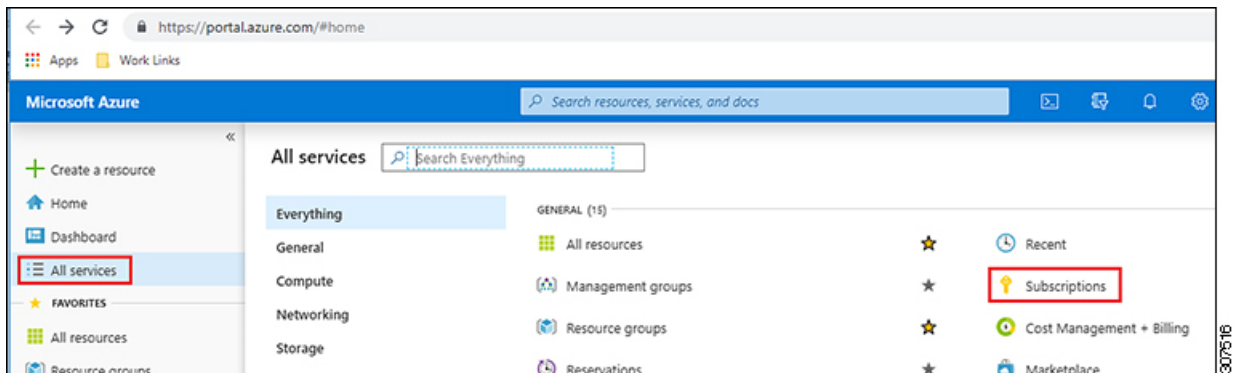 https://portal.azure.com/#home
Apps Work Links
Microsoft Azure
Search resources, services, and docs
«
Create a resource
Home
Dashboard
All services
FAVORITES
All resources
Resource groups
All services
Search Everything
Everything
General
Compute
Networking
Storage
GENERAL (15)
All resources
Management groups
Resource groups
Reservations
Recent
Subscriptions
Cost Management + Billing
Marketplace
307516